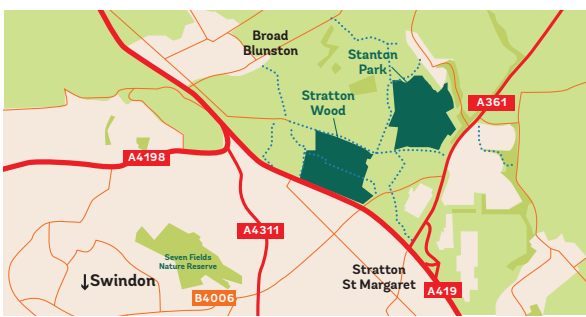 Broad
Blunston
Stanton
Park
Stratton
Wood
A361
A4198
A4311
Seven Fields
Nature Reserve
↓Swindon
B4006
Stratton
St Margaret
A419